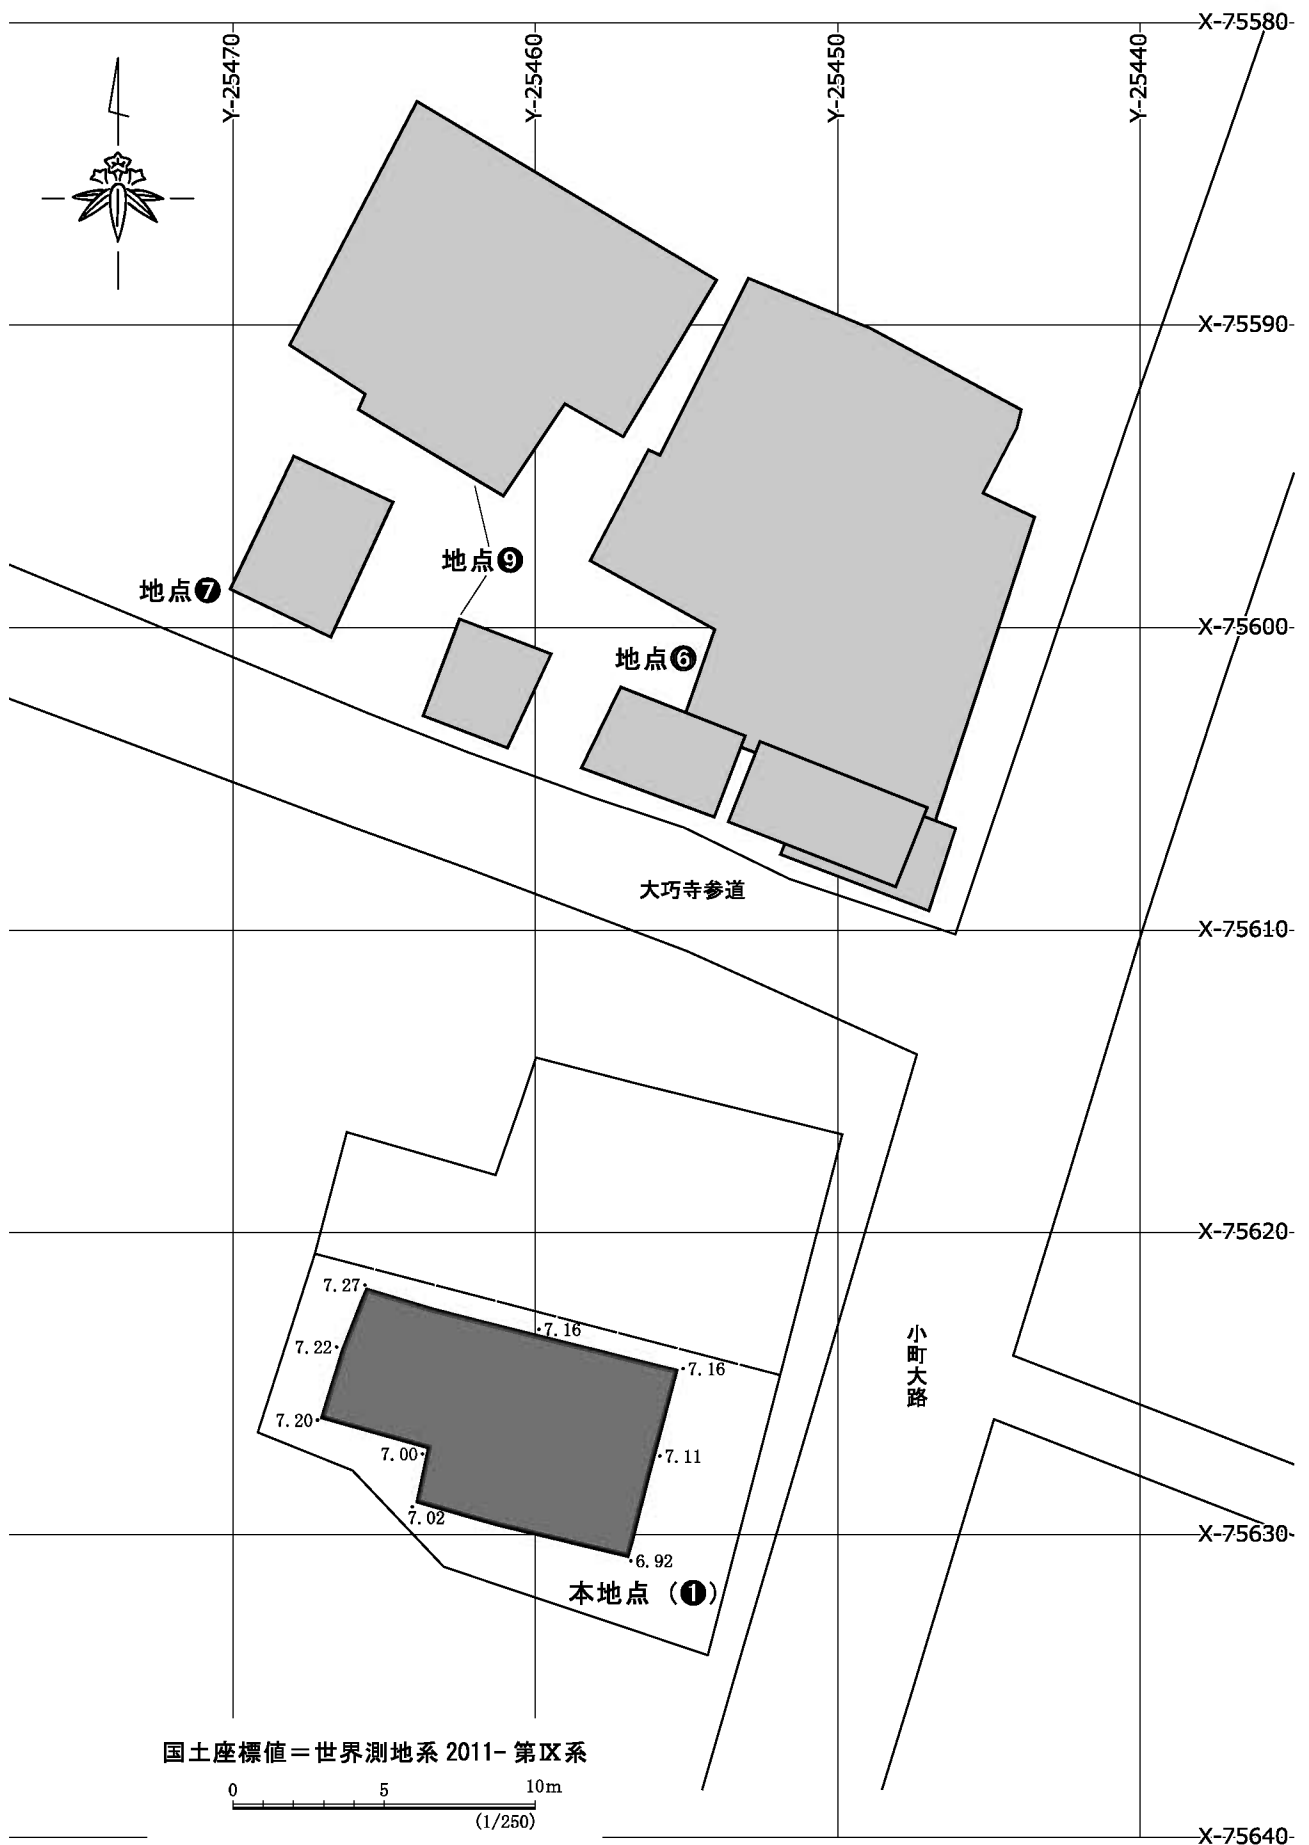 X-75580
Y-25470
Y-25460
Y-25450
Y-25440
X-75590
地点❾
地点❼
X-75600
地点❻
大巧寺参道
X-75610
X-75620
7.27
7.16
7.22
7.16
小町大路
7.20
7.00
7.11
7.02
X-75630
6.92
本地点（❶）
国土座標値＝世界測地系 2011- 第Ⅸ系
0 5 10m
(1/250)
X-75640